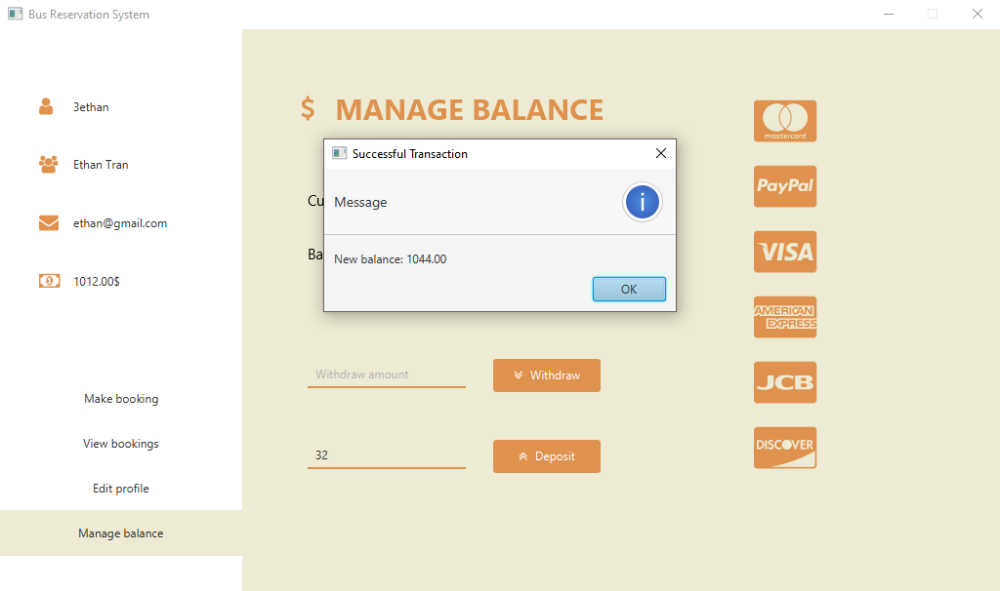 Bus Reservation System
3ethan
Ethan Tran
ethan@gmail.com
1012.00$
Make booking
View bookings
Edit profile
Manage balance
$ MANAGE BALANCE
Cu
Ba
Successful Transaction
Message
i
New balance: 1044.00
OK
Withdraw amount
Withdraw
32
Deposit
mastercard
PayPal
VISA
AMERICAN
EXPRESS
JCB
DISCOVER